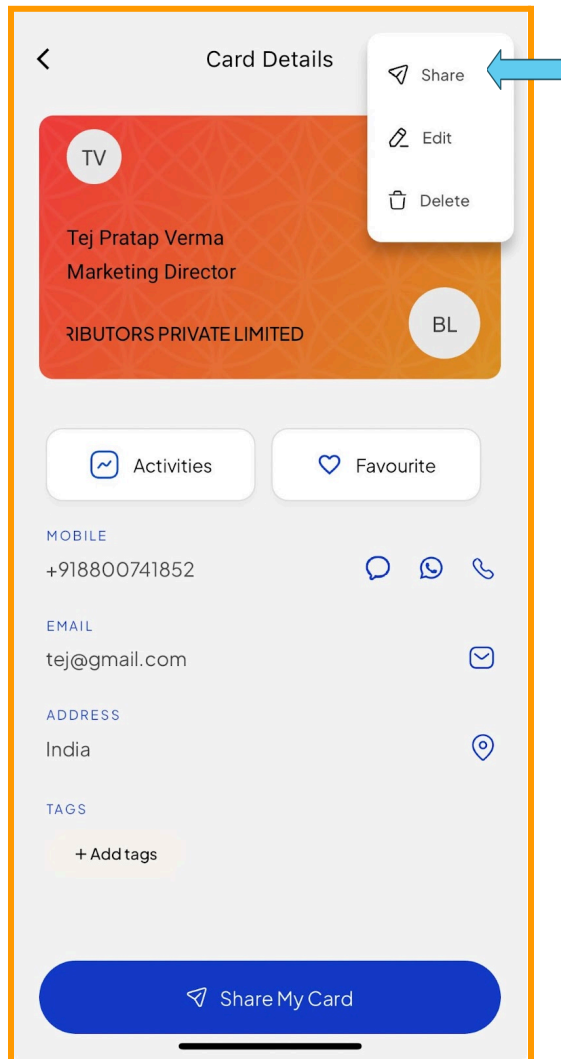 Card Details
Share
Edit
Delete
TV
Tej Pratap Verma
Marketing Director
RIBUTORS PRIVATE LIMITED
BL
Activities
Favourite
MOBILE
+918800741852
EMAIL
tej@gmail.com
ADDRESS
India
TAGS
+ Add tags
Share My Card